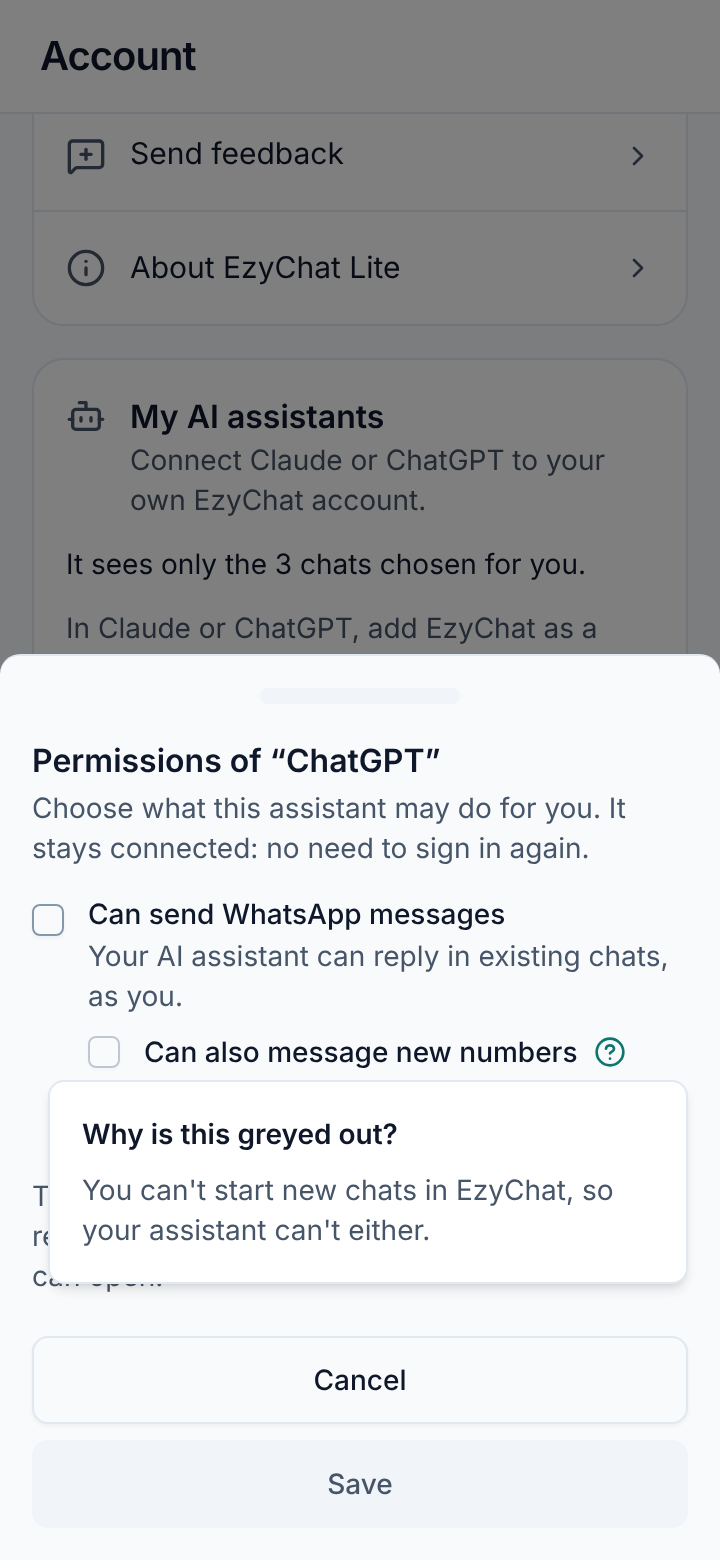 Account
Send feedback
About EzyChat Lite
My AI assistants
Connect Claude or ChatGPT to your
own EzyChat account.
It sees only the 3 chats chosen for you.
In Claude or ChatGPT, add EzyChat as a
Permissions of “ChatGPT”
Choose what this assistant may do for you. It
stays connected: no need to sign in again.
Can send WhatsApp messages
Your AI assistant can reply in existing chats,
as you.
Can also message new numbers
Why is this greyed out?
You can't start new chats in EzyChat, so
your assistant can't either.
can open.
Cancel
Save